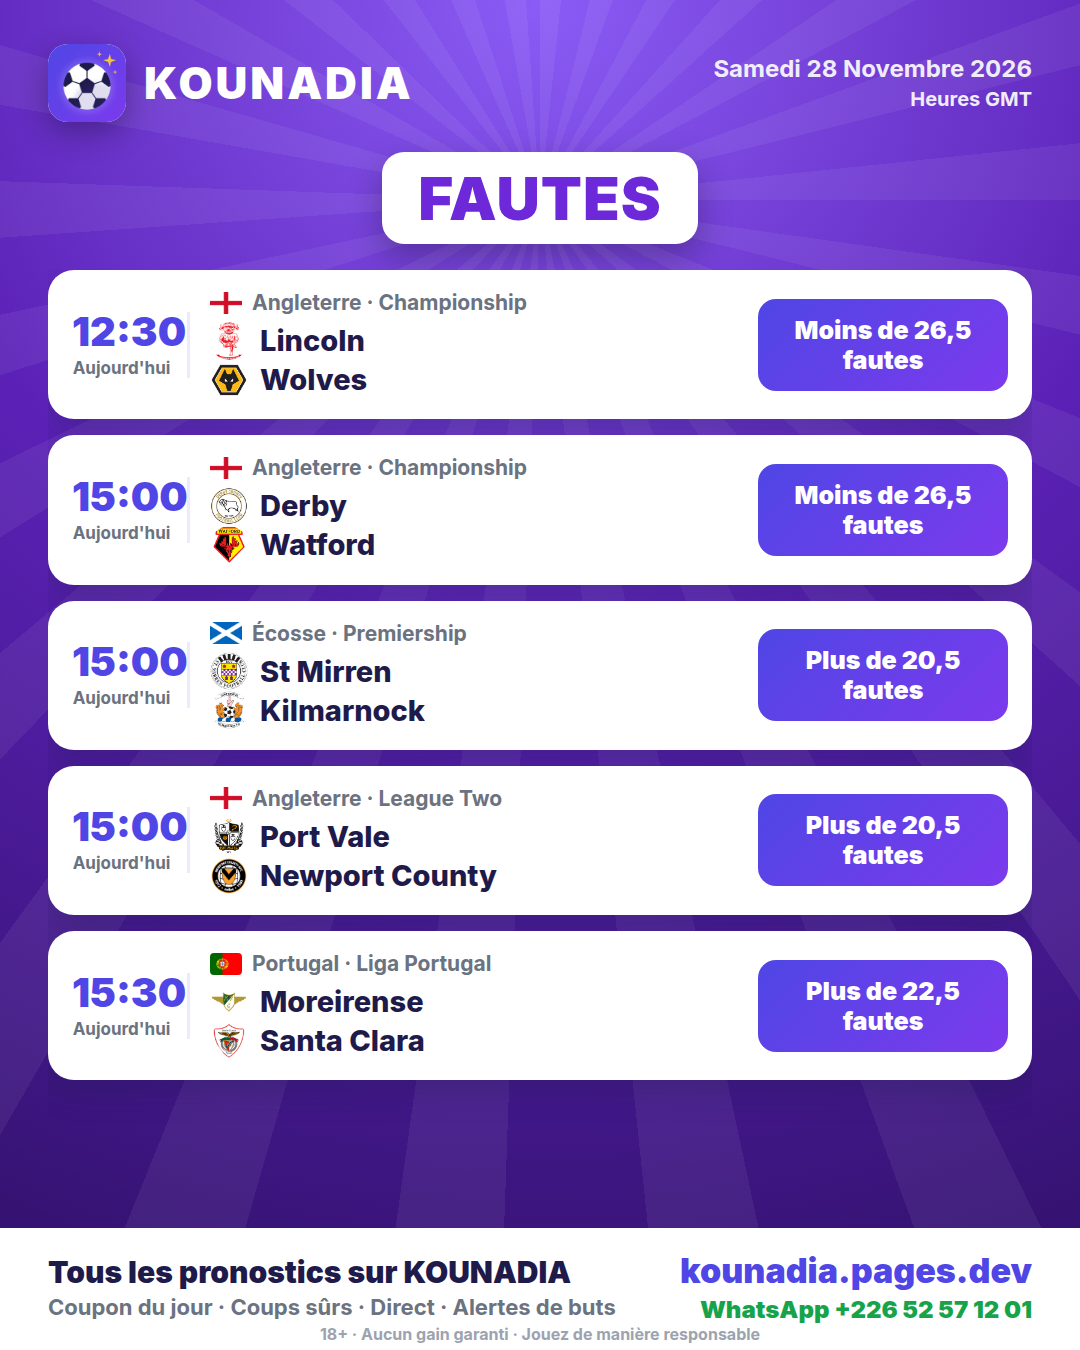 KOUNADIA
Samedi 28 Novembre 2026
Heures GMT
FAUTES
12:30
Aujourd'hui
Angleterre · Championship
Lincoln
Wolves
Moins de 26,5
fautes
15:00
Aujourd'hui
Angleterre · Championship
Derby
Watford
Moins de 26,5
fautes
15:00
Aujourd'hui
Écosse · Premiership
St Mirren
Kilmarnock
Plus de 20,5
fautes
15:00
Aujourd'hui
Angleterre · League Two
Port Vale
Newport County
Plus de 20,5
fautes
15:30
Aujourd'hui
Portugal · Liga Portugal
Moreirense
Santa Clara
Plus de 22,5
fautes
Tous les pronostics sur KOUNADIA
Coupon du jour · Coups sûrs · Direct · Alertes de buts
kounadia.pages.dev
WhatsApp +226 52 57 12 01
18+ · Aucun gain garanti · Jouez de manière responsable